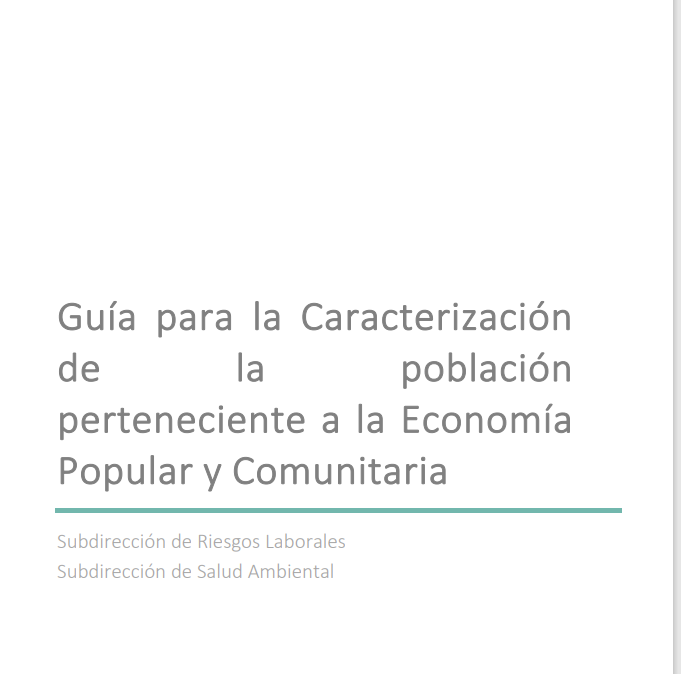 Guía para la Caracterización
de la población
perteneciente a la Economía
Popular y Comunitaria
Subdirección de Riesgos Laborales
Subdirección de Salud Ambiental